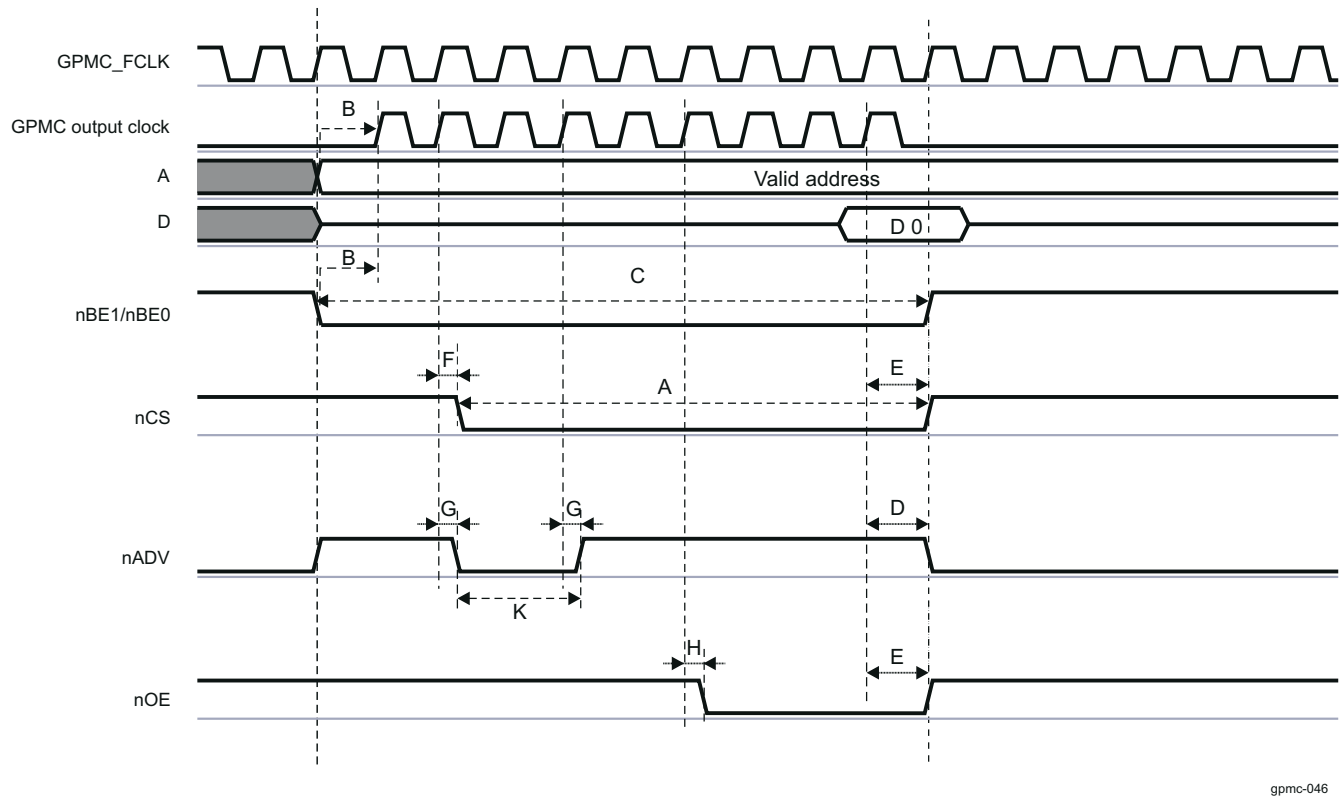 GPMC_FCLK
B
GPMC output clock
A
Valid address
D
D 0
B
C
nBE1/nBE0
F
E
A
nCS
G
G
D
nADV
K
H
E
nOE
gpmc-046